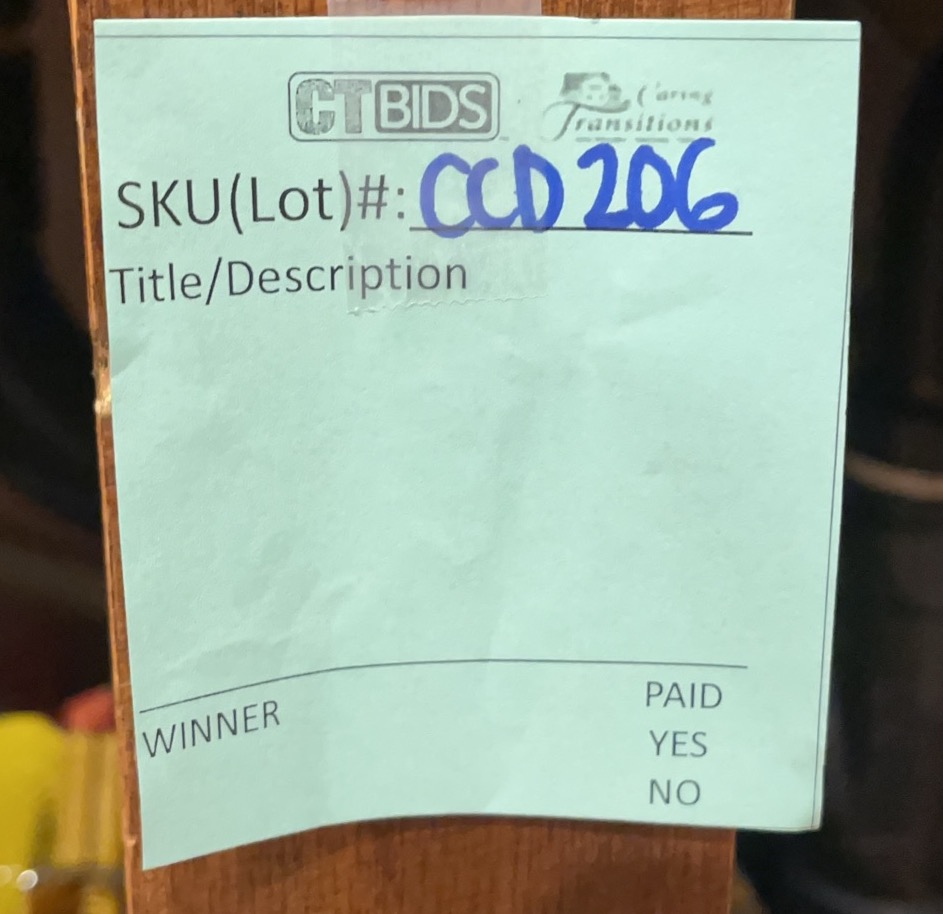 CTBIDS
Caring
Transitions
SKU(Lot)#: CCD 206
Title/Description
WINNER
PAID
YES
NO